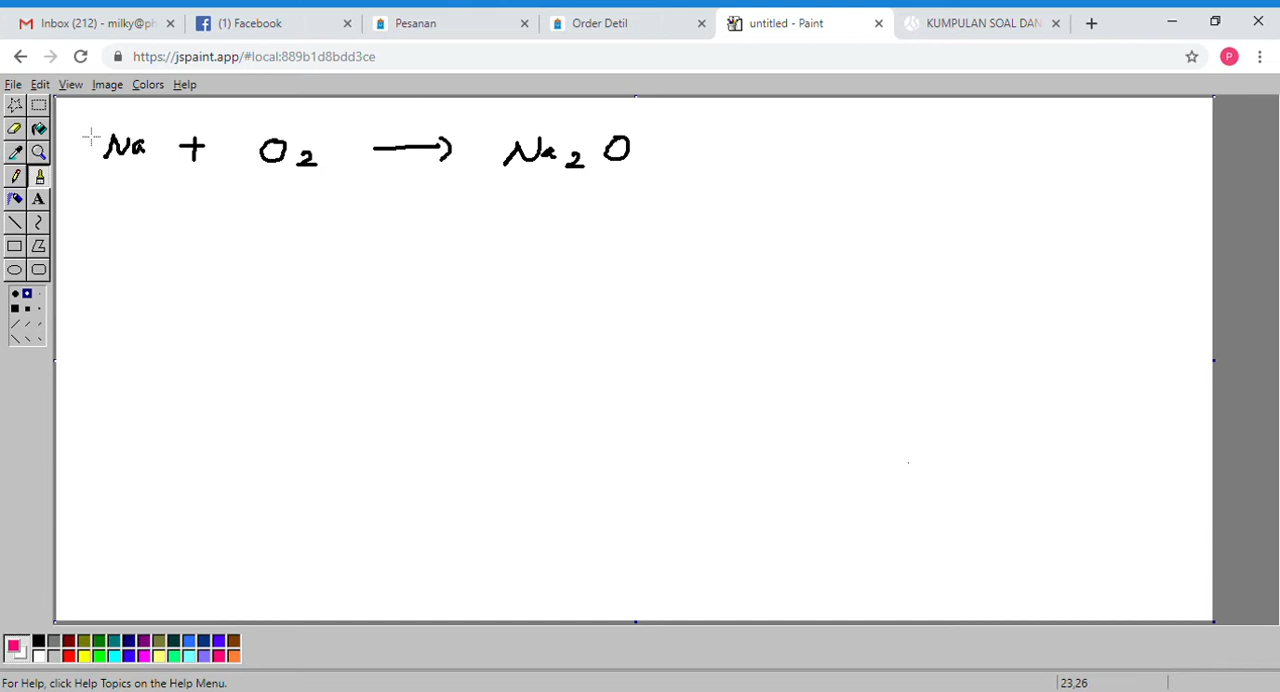 Inbox (212) - milky@ph
(1) Facebook
Pesanan
Order Detil
untitled - Paint
KUMPULAN SOAL DAN
https://jspaint.app/#local:889b1d8bdd3ce
P
File Edit View Image Colors Help
Na + O2 → Na2O
For Help, click Help Topics on the Help Menu.
23,26